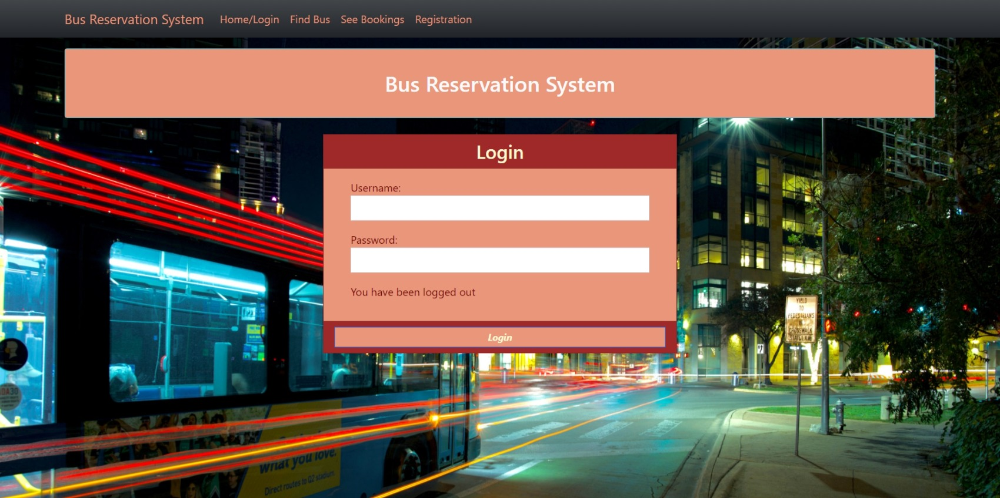 Bus Reservation System Home/Login Find Bus See Bookings Registration
Bus Reservation System
Login
Username:
Password:
You have been logged out
Login
YIELD
TO
PEDESTRIANS
IN
CROSSWALK
STATE LAW
what you love.
Direct routes to Q2 stadium.